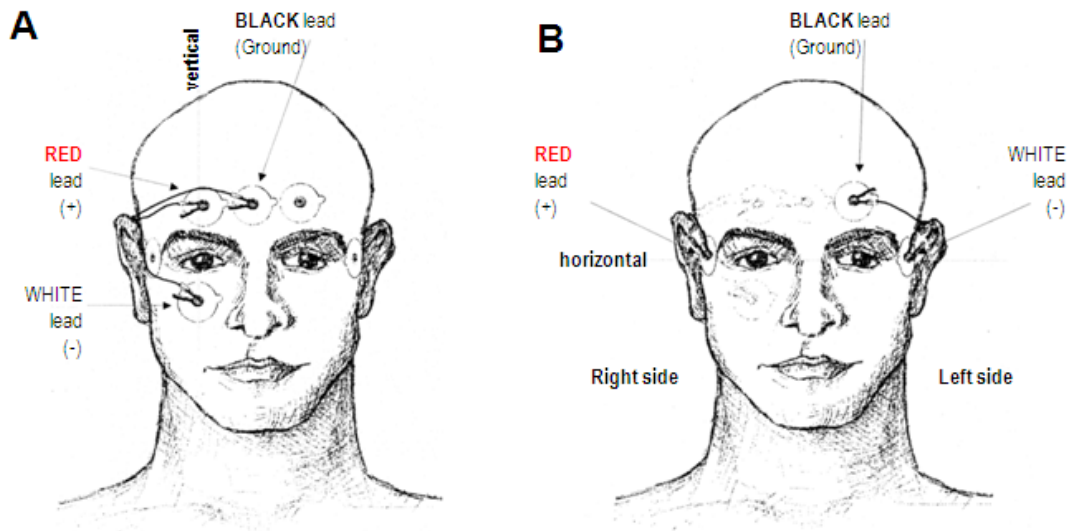 A
vertical
BLACK lead
(Ground)
RED
lead
(+)
WHITE
lead
(-)
B
BLACK lead
(Ground)
RED
lead
(+)
WHITE
lead
(-)
horizontal
Right side
Left side